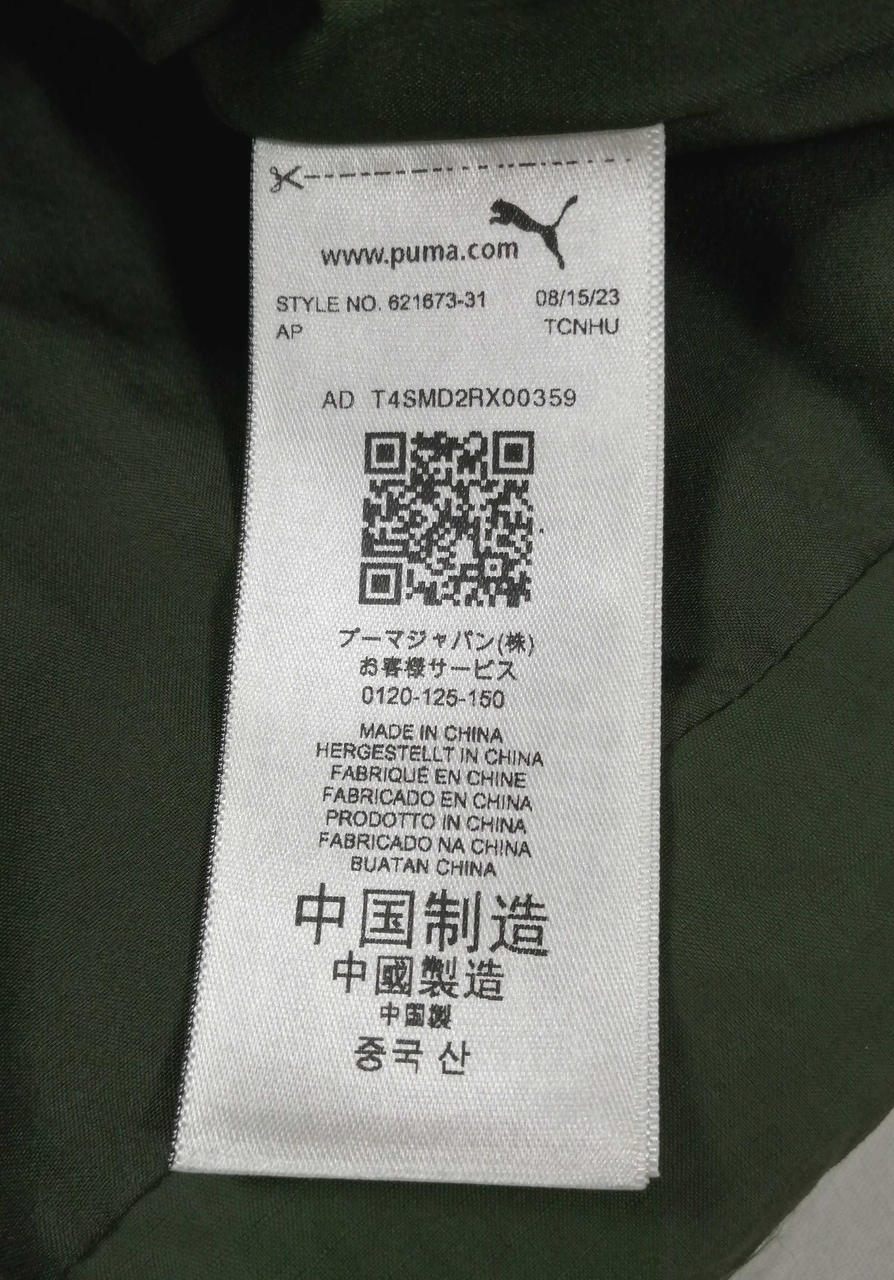 www.puma.com
STYLE NO. 621673-31 08/15/23
AP TCNHU
AD T4SMD2RX00359
プーマジャパン(株)
お客様サービス
0120-125-150
MADE IN CHINA
HERGESTELLT IN CHINA
FABRIQUÉ EN CHINE
FABRICADO EN CHINA
PRODOTTO IN CHINA
FABRICADO NA CHINA
BUATAN CHINA
中国制造
中國製造
中国製
중국 산